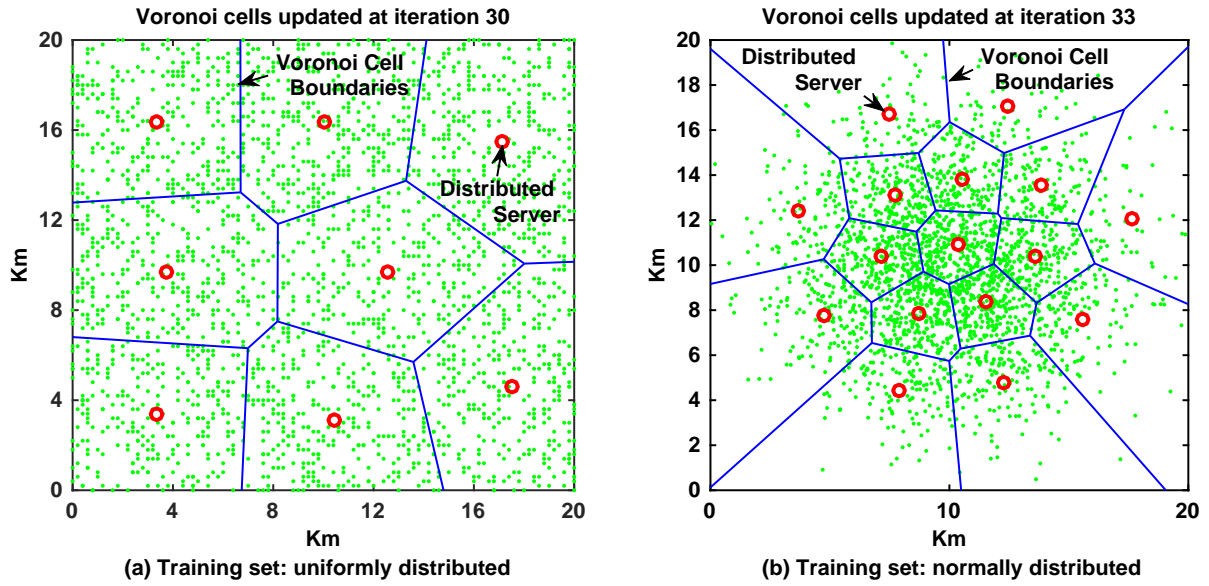 Voronoi cells updated at iteration 30
20
16
12
8
4
0
Km
0
4
8
12
16
20
Km
Voronoi Cell
Boundaries
Distributed
Server
(a) Training set: uniformly distributed
Voronoi cells updated at iteration 33
20
18
16
14
12
10
8
6
4
2
0
Km
0
10
20
Km
Distributed
Server
Voronoi Cell
Boundaries
(b) Training set: normally distributed